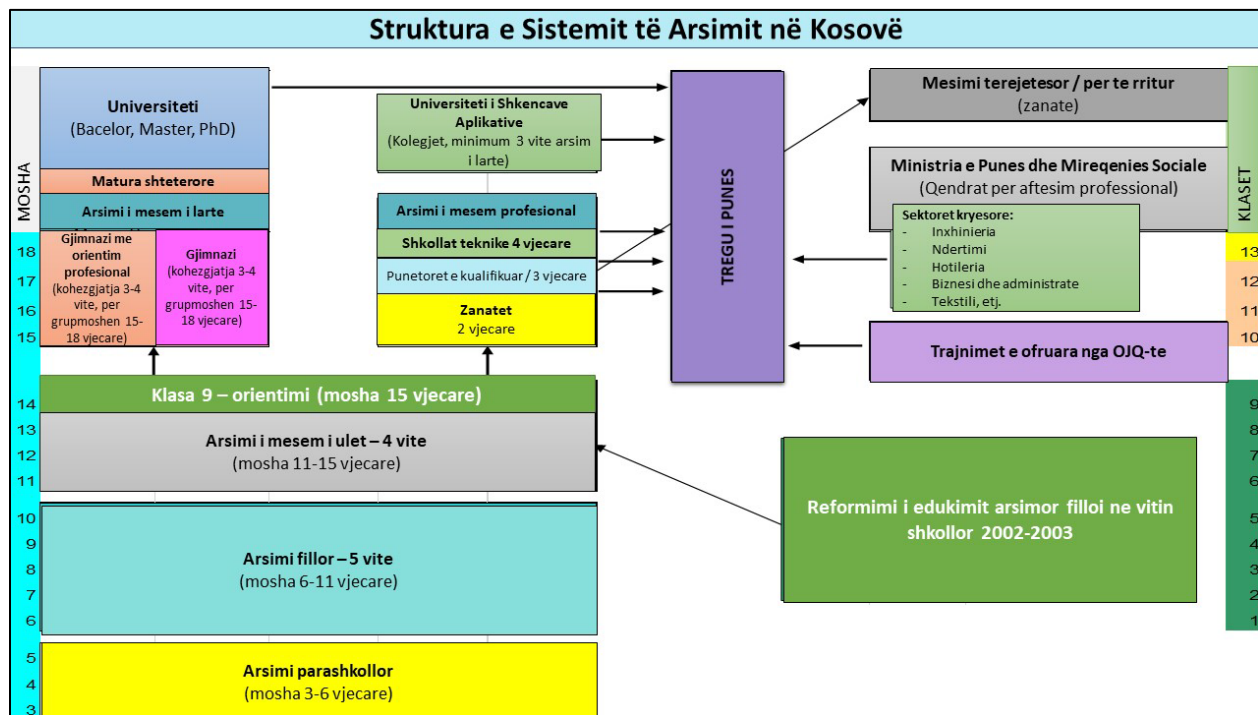 Struktura e Sistemit të Arsimit në Kosovë
MOSHA
Universiteti
(Bacelor, Master, PhD)
Matura shteterore
Arsimi i mesem i larte
Gjimnazi me
orientim
profesional
(kohezgjatja 3-4
vite, per
grupmoshen 15-
18 vjecare)
Gjimnazi
(kohezgjatja 3-4
vite, per
grupmoshen 15-
18 vjecare)
Universiteti i Shkencave
Aplikative
(Kolegjet, minimum 3 vite arsim
i larte)
Arsimi i mesem profesional
Shkollat teknike 4 vjecare
Punetoret e kualifikuar / 3 vjecare
Zanatet
2 vjecare
TREGU I PUNES
Mesimi terejetesor / per te rritur
(zanate)
Ministria e Punes dhe Mireqenies Sociale
(Qendrat per aftesim professional)
Sektoret kryesore:
- Inxhinieria
- Ndertimi
- Hotileria
- Biznesi dhe administrate
- Tekstili, etj.
Trajnimet e ofruara nga OJQ-te
KLASET
18
17
16
15
14
13
12
11
10
9
8
7
6
5
4
3
Klasa 9 – orientimi (mosha 15 vjecare)
Arsimi i mesem i ulet – 4 vite
(mosha 11-15 vjecare)
Arsimi fillor – 5 vite
(mosha 6-11 vjecare)
Arsimi parashkollor
(mosha 3-6 vjecare)
Reformimi i edukimit arsimor filloi ne vitin
shkollor 2002-2003
13
12
11
10
9
8
7
6
5
4
3
2
1